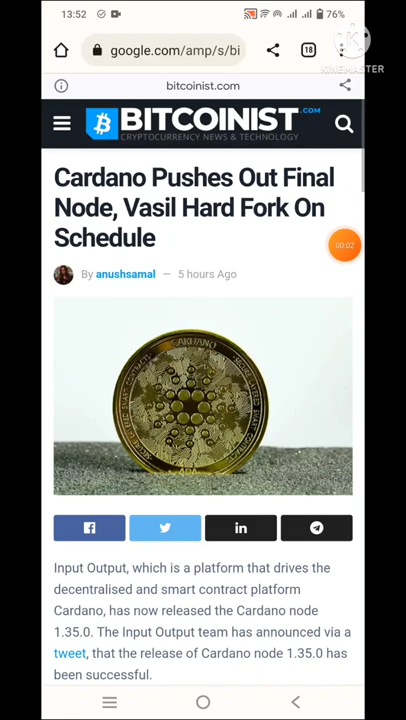 13:52
76%
google.com/amp/s/bi
18
KINEMASTER
bitcoinist.com
BITCOINIST.COM
CRYPTOCURRENCY NEWS & TECHNOLOGY
Cardano Pushes Out Final
Node, Vasil Hard Fork On
Schedule
00:02
By anushsamal — 5 hours Ago
CARDANO
ADA
Input Output, which is a platform that drives the
decentralised and smart contract platform
Cardano, has now released the Cardano node
1.35.0. The Input Output team has announced via a
tweet, that the release of Cardano node 1.35.0 has
been successful.